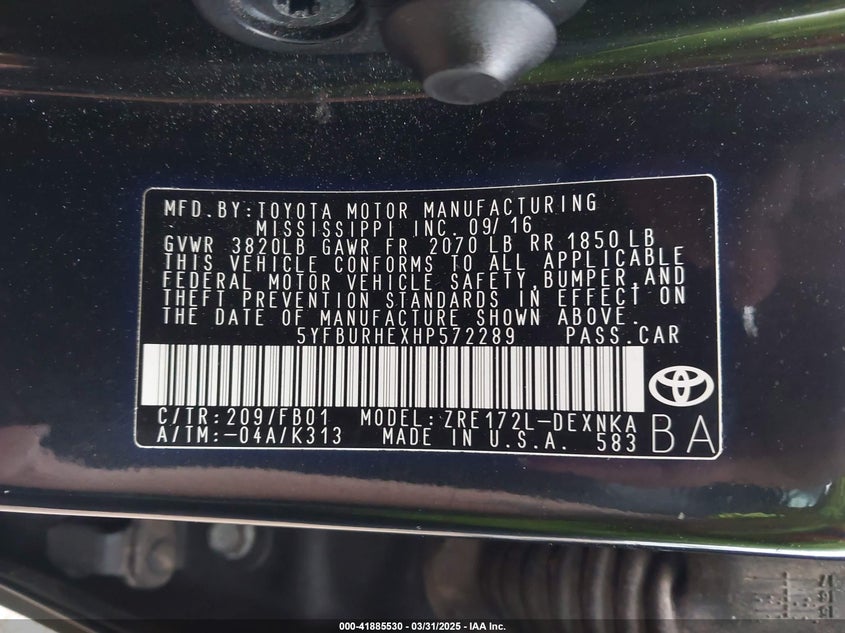 MFD.BY:TOYOTA MOTOR MANUFACTURING
MISSISSIPPI INC. 09/16
GVWR 3820LB GAWR FR 2070LB RR 1850LB
THIS VEHICLE CONFORMS TO ALL APPLICABLE
FEDERAL MOTOR VEHICLE SAFETY,BUMPER,AND
THEFT PREVENTION STANDARDS IN EFFECT ON
THE DATE OF MANUFACTURE SHOWN ABOVE.
5YFBURHEXHP572289 PASS.CAR
C/TR:209/FB01 MODEL:ZRE172L-DEXNKA
A/TM:-04A/K313 MADE IN U.S.A. 583
BA
000-41885530 - 03/31/2025 - IAA Inc.